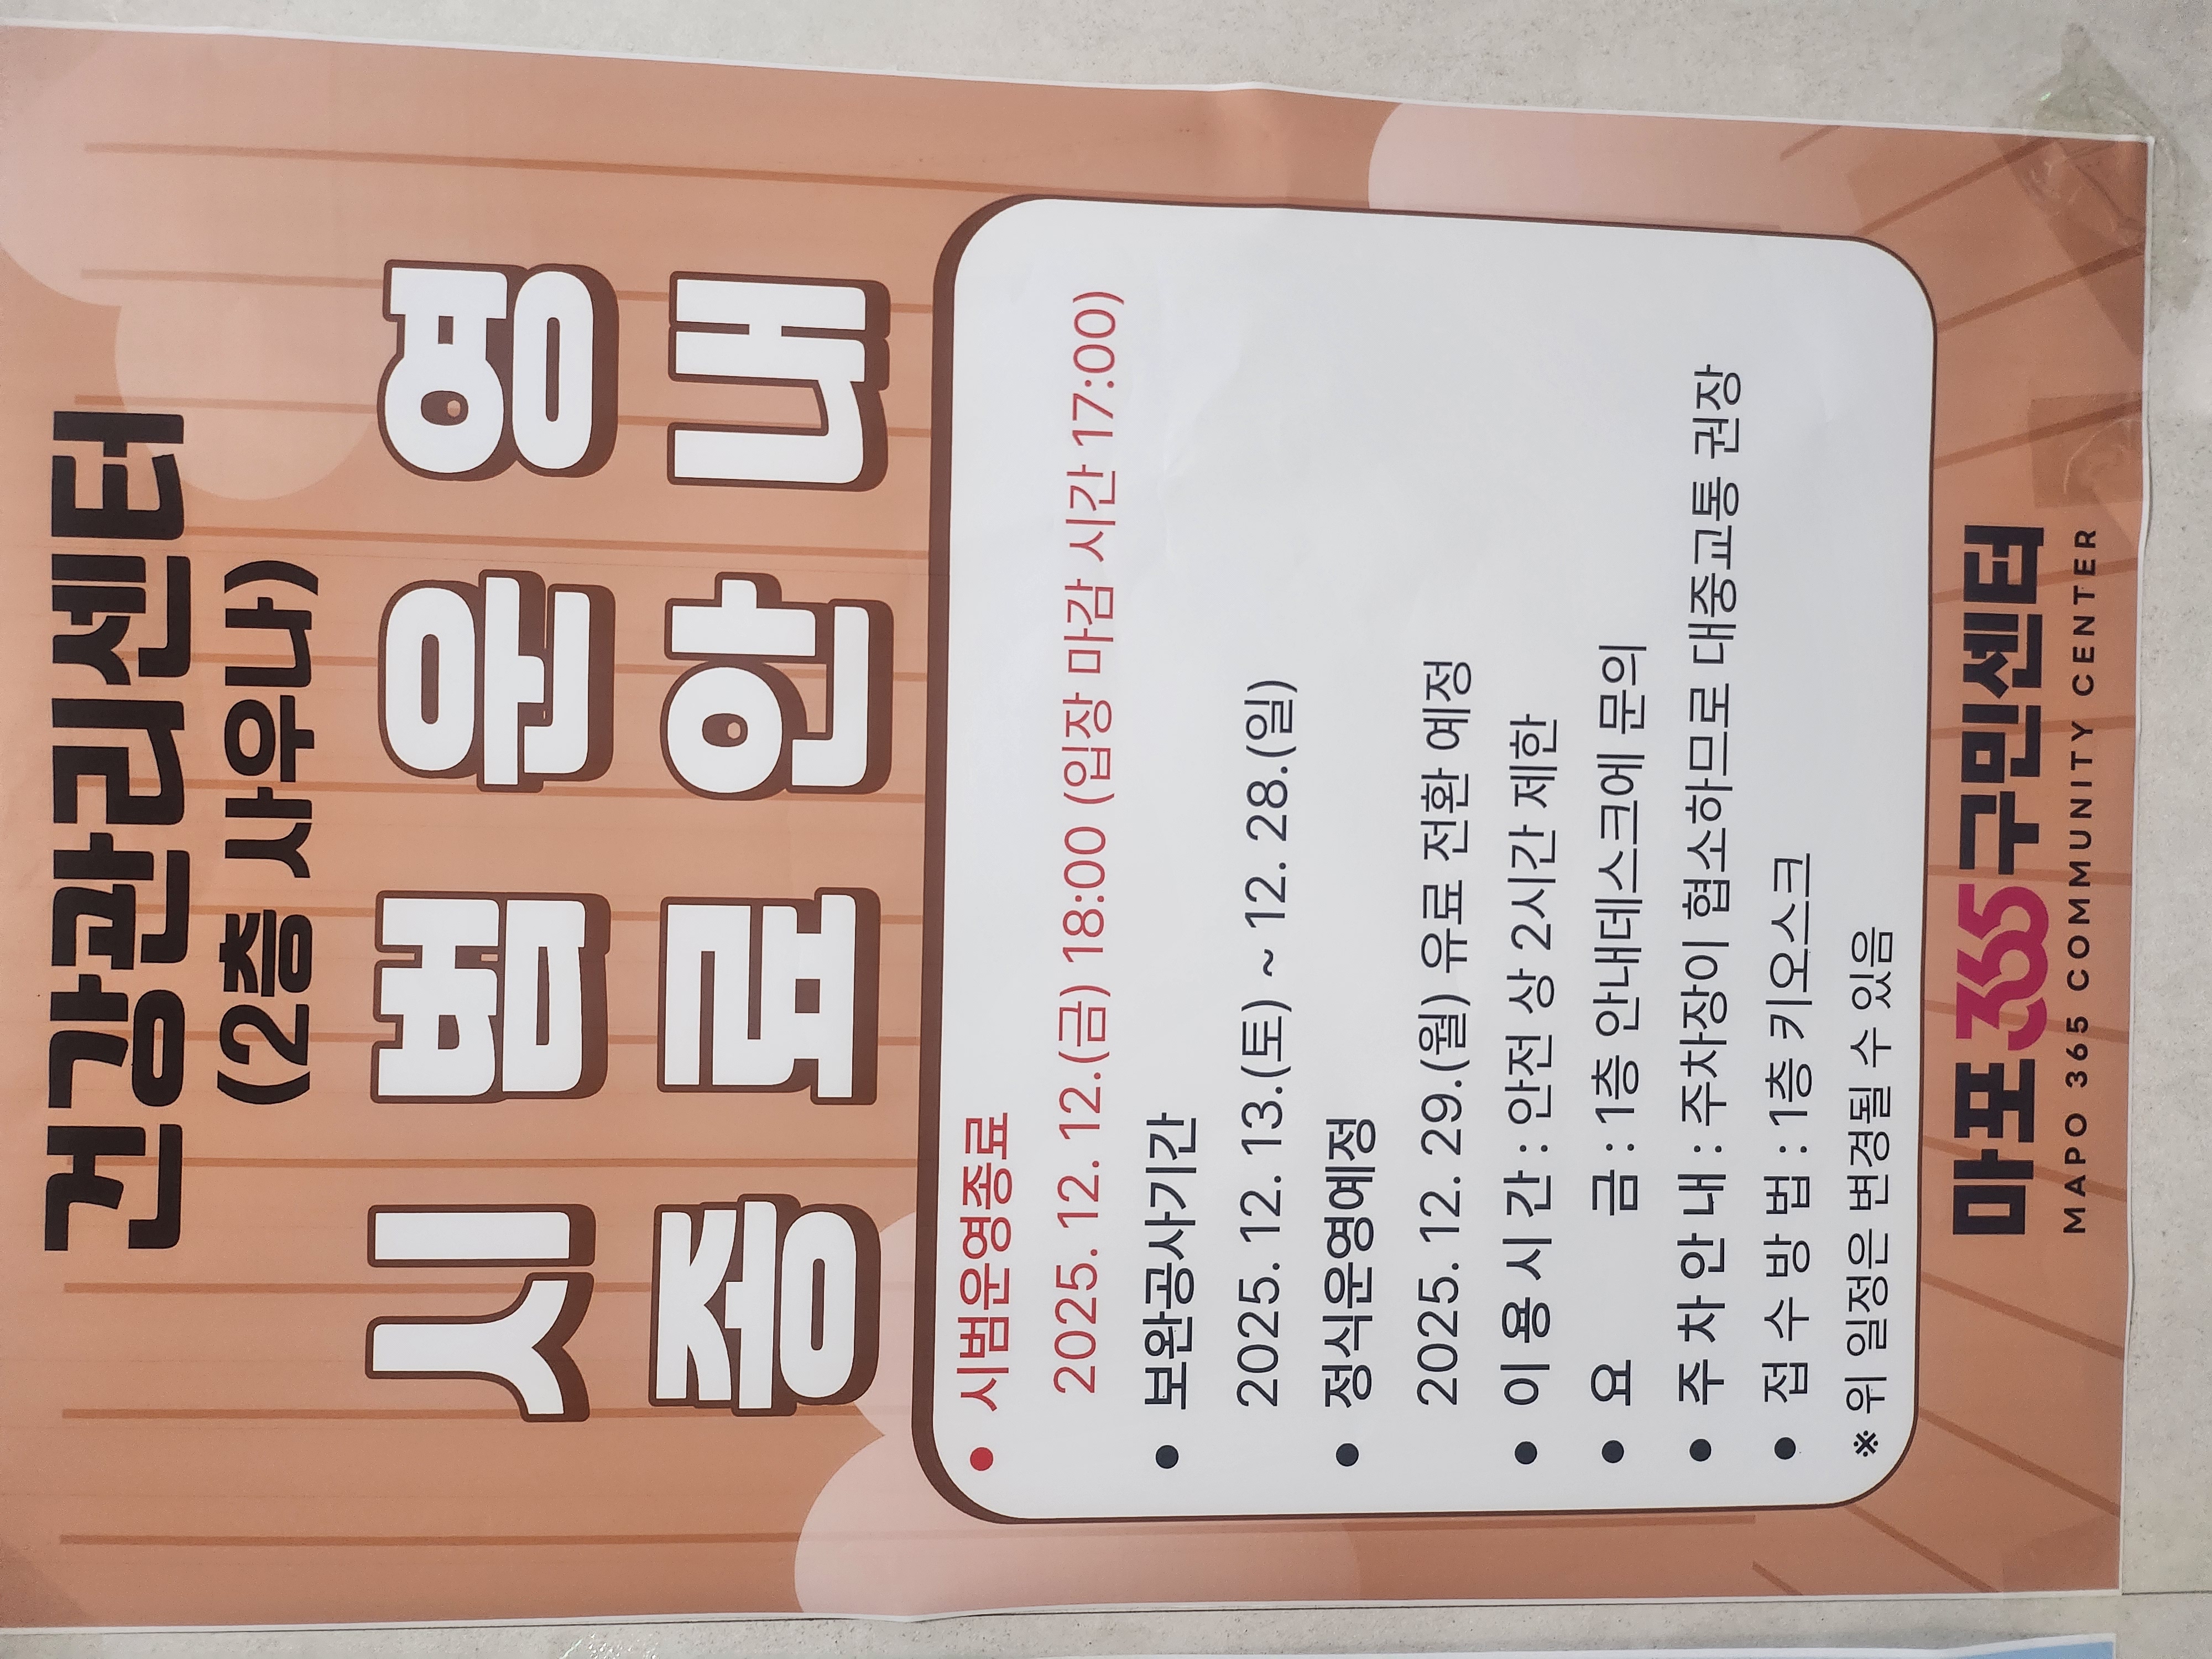 건강관리센터
(2층 사우나)
시범운영
종료안내
• 시범운영종료
2025. 12. 12.(금) 18:00 (입장 마감 시간 17:00)
• 보완공사기간
2025. 12. 13.(토) ~ 12. 28.(일)
• 정식운영예정
2025. 12. 29.(월) 유료 전환 예정
• 이 용 시 간 : 안전 상 2시간 제한
• 요 금 : 1층 안내데스크에 문의
• 주 차 안 내 : 주차장이 협소하므로 대중교통 권장
• 접 수 방 법 : 1층 키오스크
※ 위 일정은 변경될 수 있음
마포365구민센터
MAPO 365 COMMUNITY CENTER